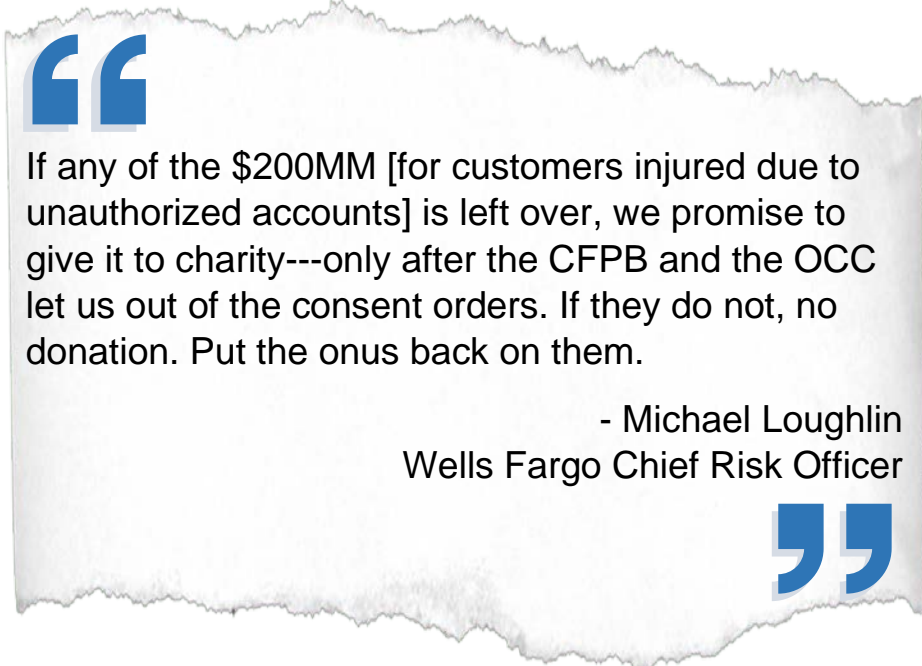 “
If any of the $200MM [for customers injured due to
unauthorized accounts] is left over, we promise to
give it to charity---only after the CFPB and the OCC
let us out of the consent orders. If they do not, no
donation. Put the onus back on them.
- Michael Loughlin
Wells Fargo Chief Risk Officer
”